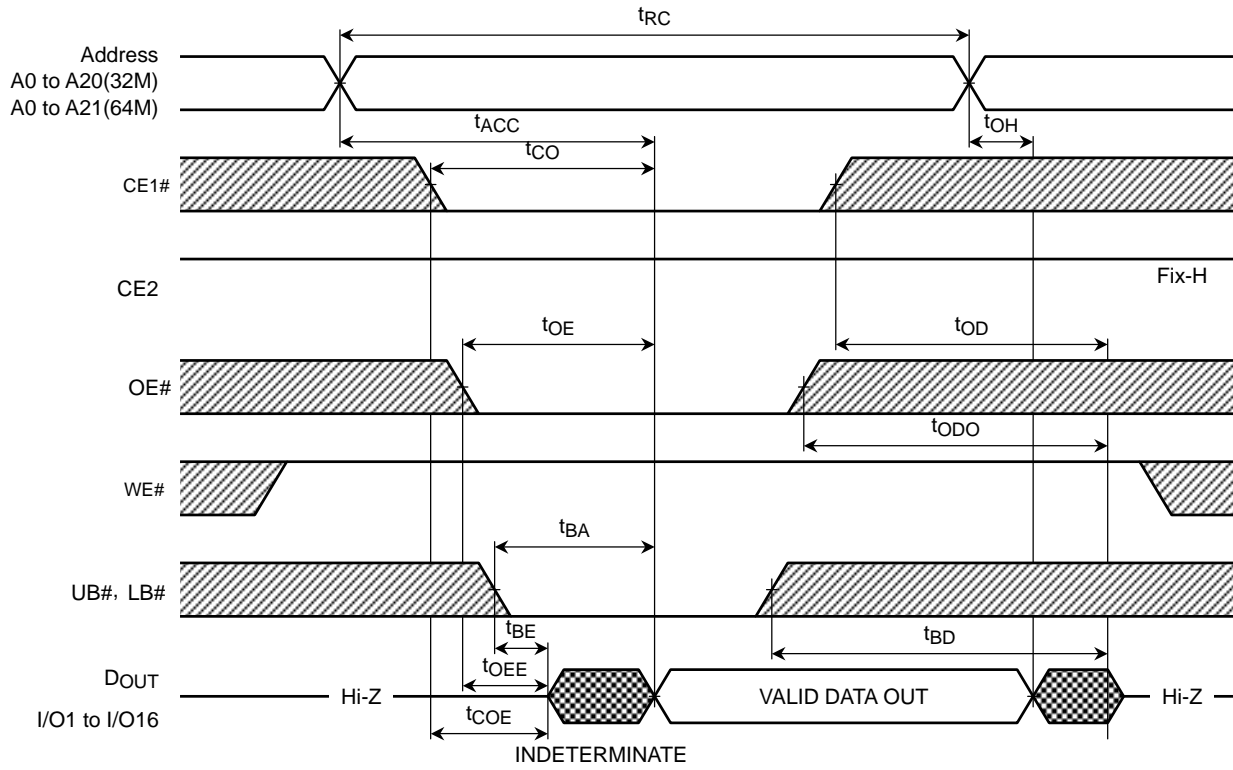 tRC
Address
A0 to A20(32M)
A0 to A21(64M)
tACC
tOH
tCO
CE1#
Fix-H
CE2
tOE
tOD
OE#
tODO
WE#
tBA
UB#, LB#
tBE
tBD
DOUT
tOEE
Hi-Z
VALID DATA OUT
Hi-Z
I/O1 to I/O16
tCOE
INDETERMINATE